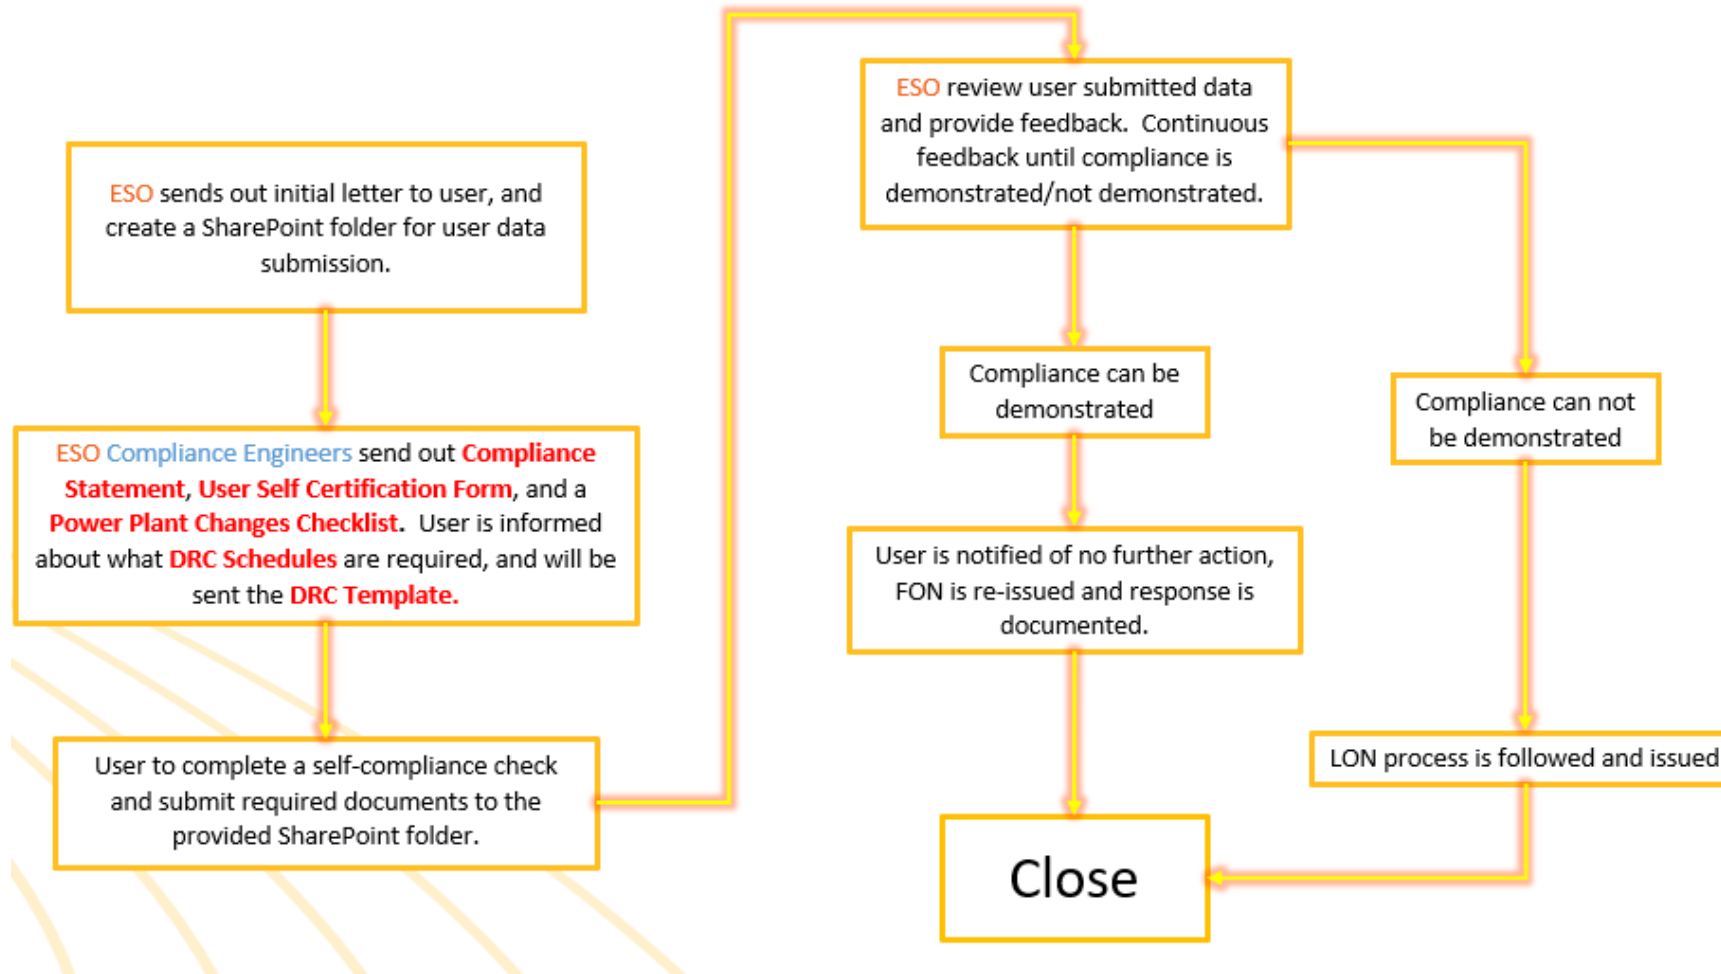 ESO sends out initial letter to user, and
create a SharePoint folder for user data
submission.
ESO Compliance Engineers send out Compliance
Statement, User Self Certification Form, and a
Power Plant Changes Checklist. User is informed
about what DRC Schedules are required, and will be
sent the DRC Template.
User to complete a self-compliance check
and submit required documents to the
provided SharePoint folder.
ESO review user submitted data
and provide feedback. Continuous
feedback until compliance is
demonstrated/not demonstrated.
Compliance can be
demonstrated
User is notified of no further action,
FON is re-issued and response is
documented.
Compliance can not
be demonstrated
LON process is followed and issued
Close